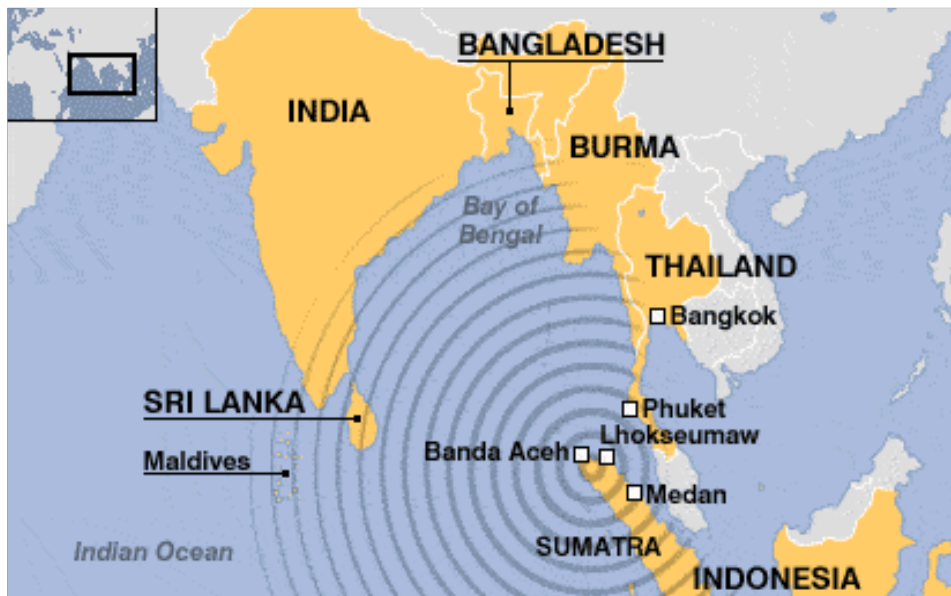 BANGLADESH
INDIA
BURMA
Bay of
Bengal
THAILAND
Bangkok
SRI LANKA
Phuket
Lhokseumaw
Banda Aceh
Maldives
Medan
Indian Ocean
SUMATRA
INDONESIA